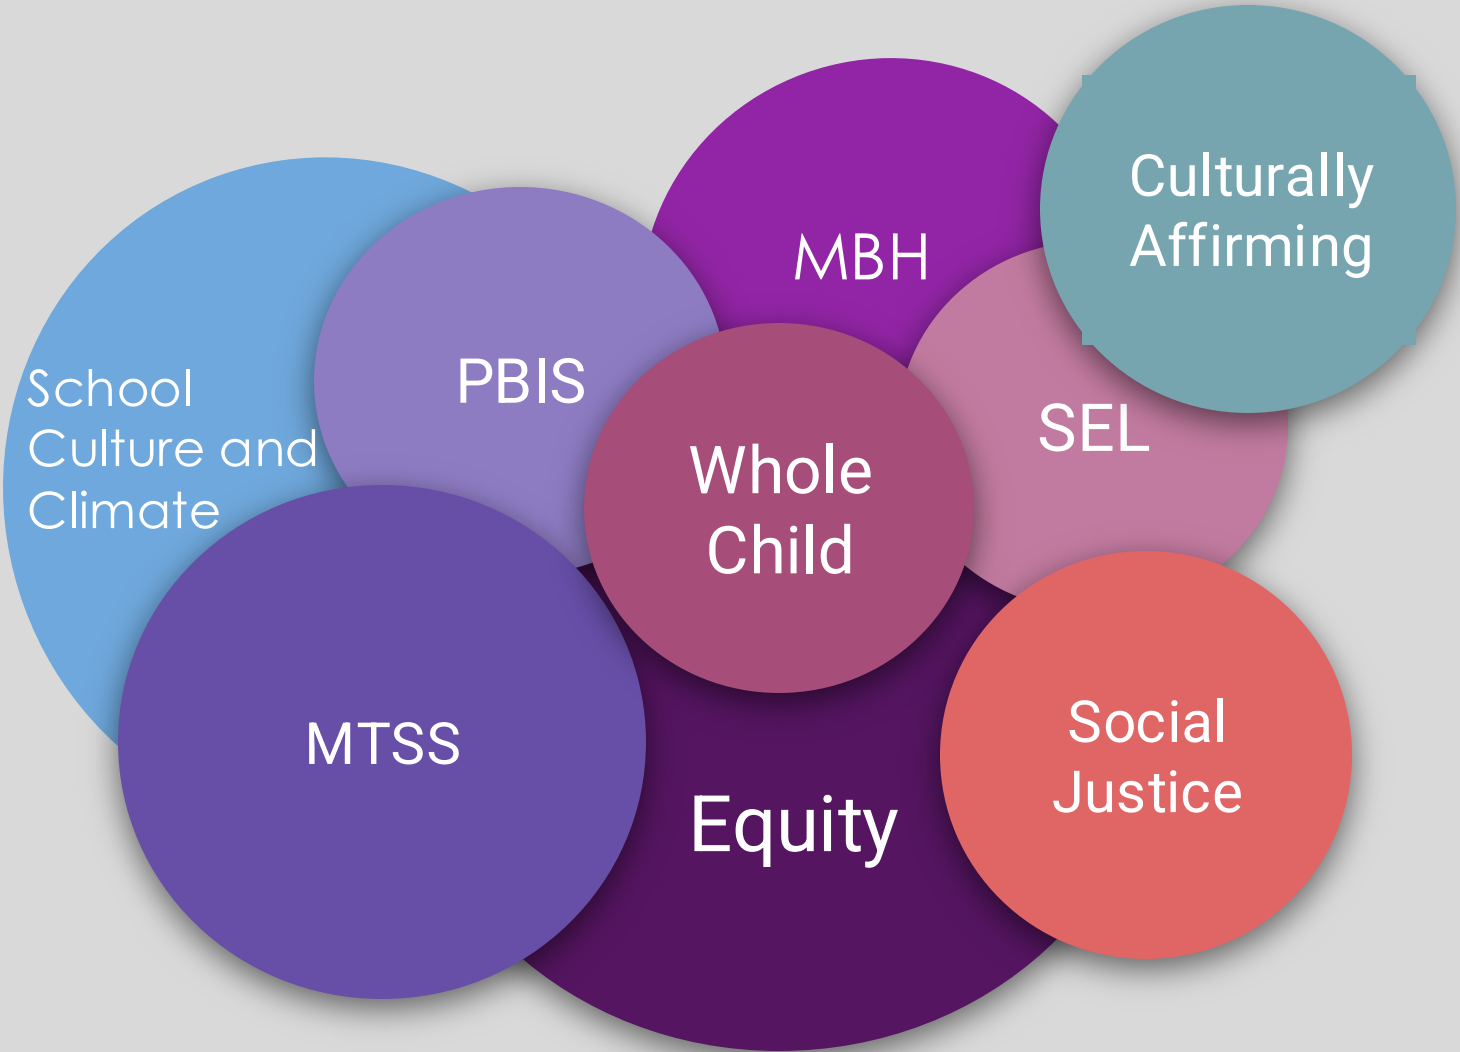 Culturally
Affirming
MBH
School
Culture and
Climate
PBIS
SEL
Whole
Child
MTSS
Social
Justice
Equity